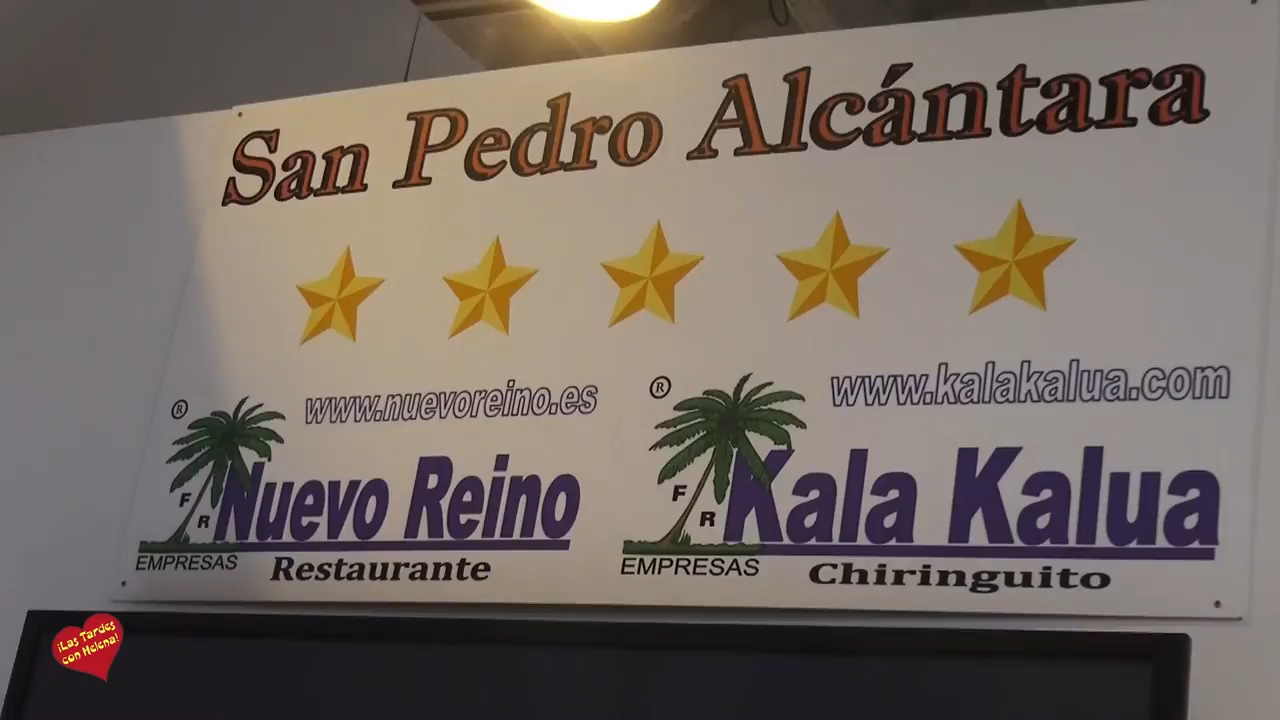 San Pedro Alcántara
www.nuevoreino.es
®
F
R
Nuevo Reino
EMPRESAS
Restaurante
www.kalakalua.com
®
F
R
Kala Kalua
EMPRESAS
Chiringuito
¡Las Tardes
con Helena!